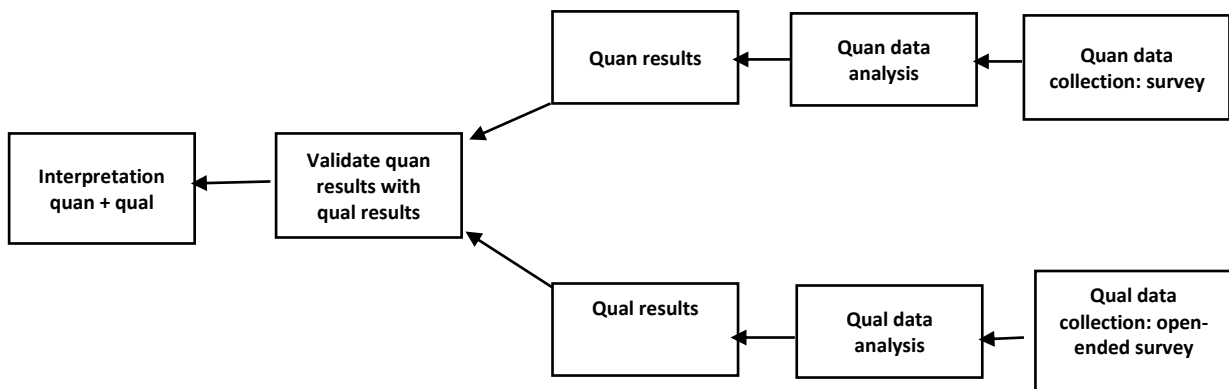 Quan results
Quan data
analysis
Quan data
collection: survey
Interpretation
quan + qual
Validate quan
results with
qual results
Qual results
Qual data
analysis
Qual data
collection: open-
ended survey